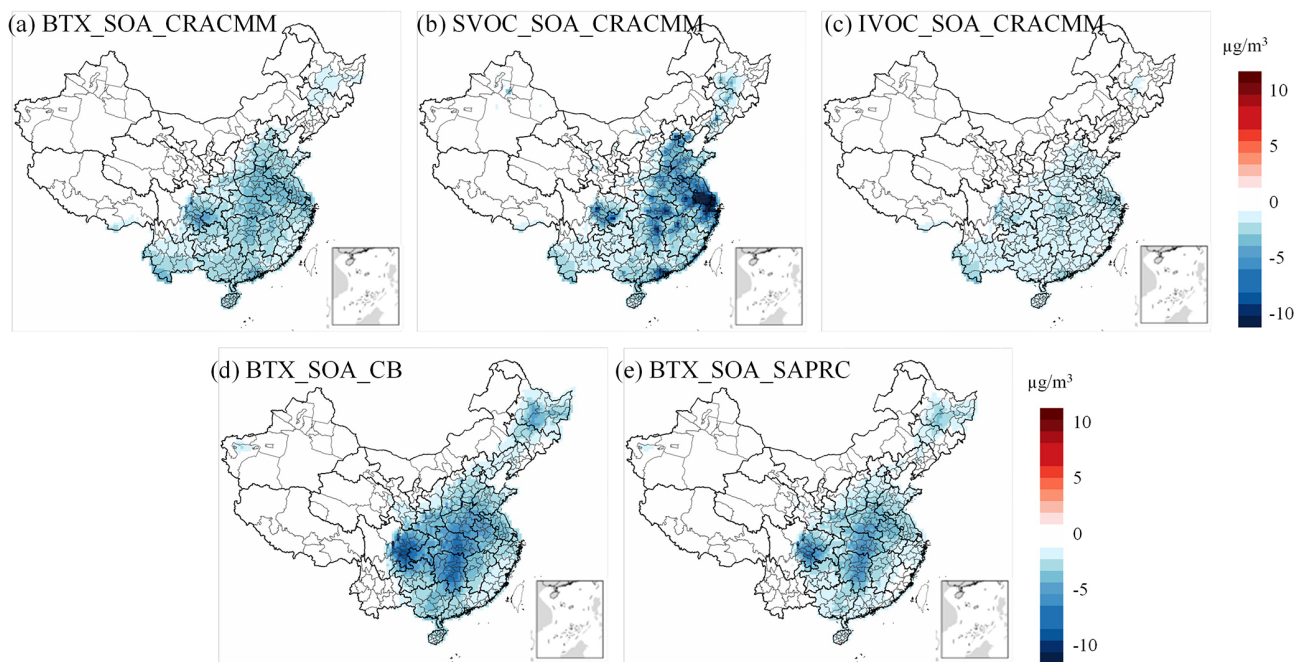 (a) BTX_SOA_CRACMM
(b) SVOC_SOA_CRACMM
(c) IVOC_SOA_CRACMM
µg/m³
10
5
0
-5
-10
(d) BTX_SOA_CB
(e) BTX_SOA_SAPRC
µg/m³
10
5
0
-5
-10